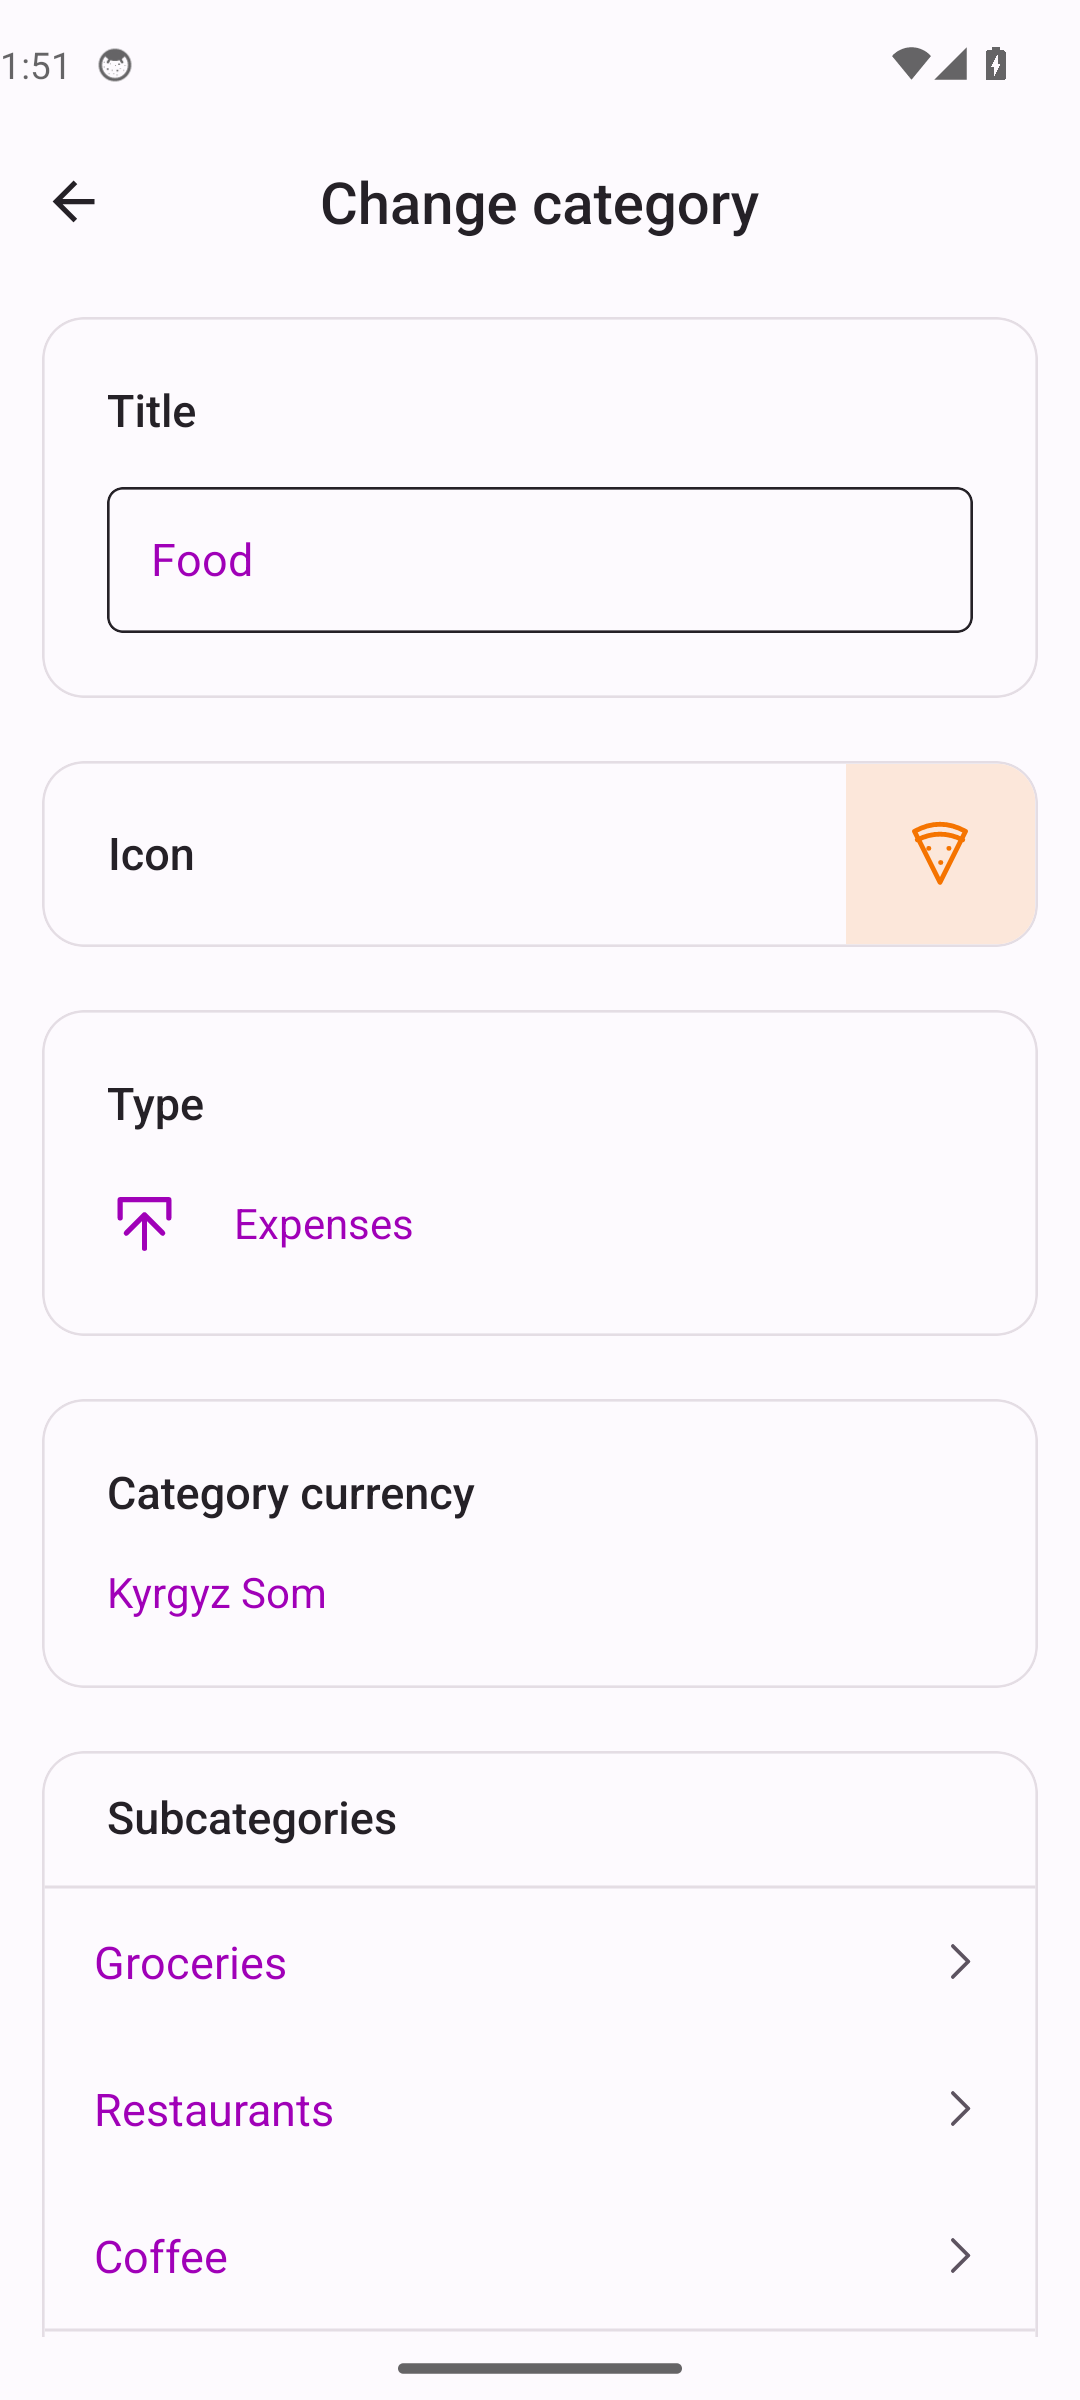 1:51
Change category
Title
Food
Icon
Type
Expenses
Category currency
Kyrgyz Som
Subcategories
Groceries
Restaurants
Coffee